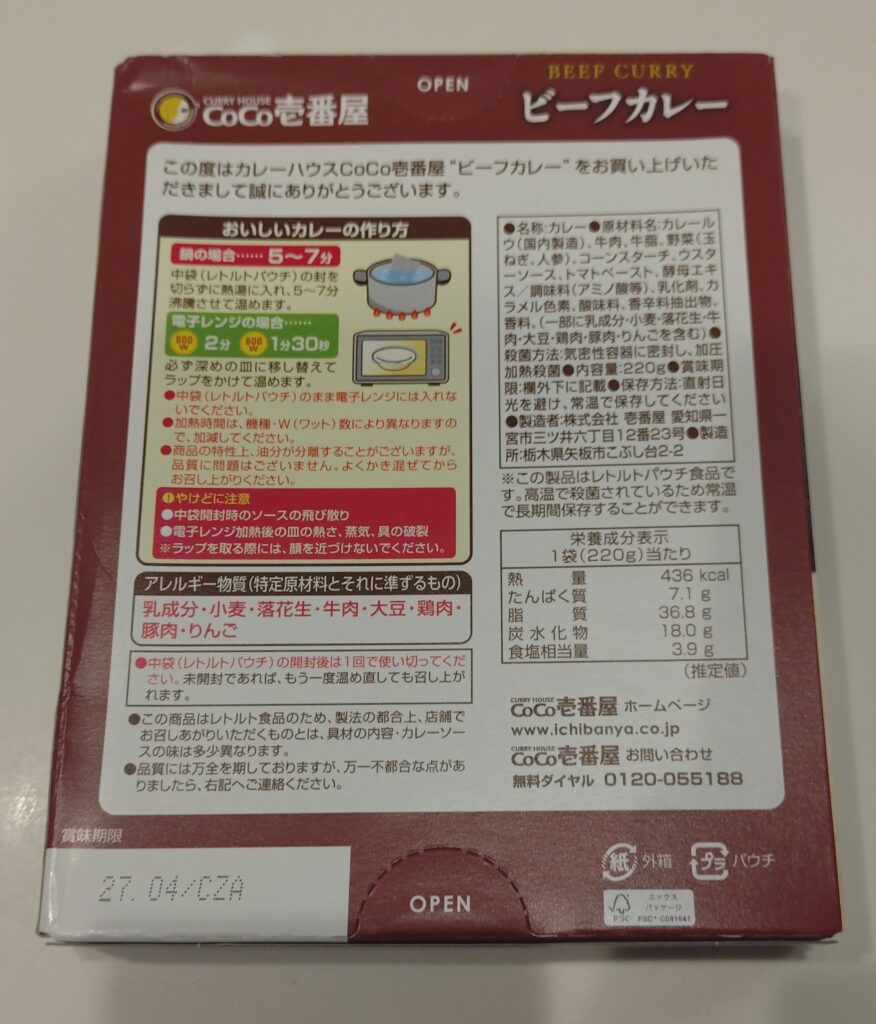 OPEN
BEEF CURRY
CURRY HOUSE
CoCo壱番屋
ビーフカレー
この度はカレーハウスCoCo壱番屋“ビーフカレー”をお買い上げいた
だきまして誠にありがとうございます。
おいしいカレーの作り方
鍋の場合…… 5〜7分
中袋(レトルトパウチ)の封を
切らずに熱湯に入れ、5〜7分
沸騰させて温めます。
電子レンジの場合……
500W 2分 600W 1分30秒
必ず深めの皿に移し替えて
ラップをかけて温めます。
●中袋(レトルトパウチ)のまま電子レンジには入れな
いでください。
●加熱時間は、機種・W(ワット)数により異なりますの
で、加減してください。
●商品の特性上、油分が分離することがございますが、
品質に問題はございません。よくかき混ぜてから
お召し上がりください。
!やけどに注意
●中袋開封時のソースの飛び散り
●電子レンジ加熱後の皿の熱さ、蒸気、具の破裂
※ラップを取る際には、顔を近づけないでください。
アレルギー物質(特定原材料とそれに準ずるもの)
乳成分・小麦・落花生・牛肉・大豆・鶏肉・
豚肉・りんご
●中袋(レトルトパウチ)の開封後は1回で使い切ってくだ
さい。未開封であれば、もう一度温め直しても召し上が
れます。
●この商品はレトルト食品のため、製法の都合上、店舗で
お召しあがりいただくものとは、具材の内容・カレーソー
スの味は多少異なります。
●品質には万全を期しておりますが、万一不都合な点があ
りましたら、右記へご連絡ください。
●名称:カレー●原材料名:カレール
ウ(国内製造)、牛肉、牛脂、野菜(玉
ねぎ、人参)、コーンスターチ、ウスタ
ーソース、トマトペースト、酵母エキ
ス/調味料(アミノ酸等)、乳化剤、カ
ラメル色素、酸味料、香辛料抽出物、
香料、(一部に乳成分・小麦・落花生・牛
肉・大豆・鶏肉・豚肉・りんごを含む)●
殺菌方法:気密性容器に密封し、加圧
加熱殺菌●内容量:220g●賞味期
限:欄外下に記載●保存方法:直射日
光を避け、常温で保存してください
●製造者:株式会社 壱番屋 愛知県一
宮市三ツ井六丁目12番23号●製造
所:栃木県矢板市こぶし台2-2
※この製品はレトルトパウチ食品で
す。高温で殺菌されているため常温
で長期間保存することができます。
栄養成分表示
1袋(220g)当たり
熱量 436 kcal
たんぱく質 7.1 g
脂質 36.8 g
炭水化物 18.0 g
食塩相当量 3.9 g
(推定値)
CURRY HOUSE
CoCo壱番屋 ホームページ
www.ichibanya.co.jp
CURRY HOUSE
CoCo壱番屋 お問い合わせ
無料ダイヤル 0120-055188
賞味期限
27.04/CZA
OPEN
紙 外箱 プラ パウチ
ミックス
パッケージ
FSC FSC® C081641